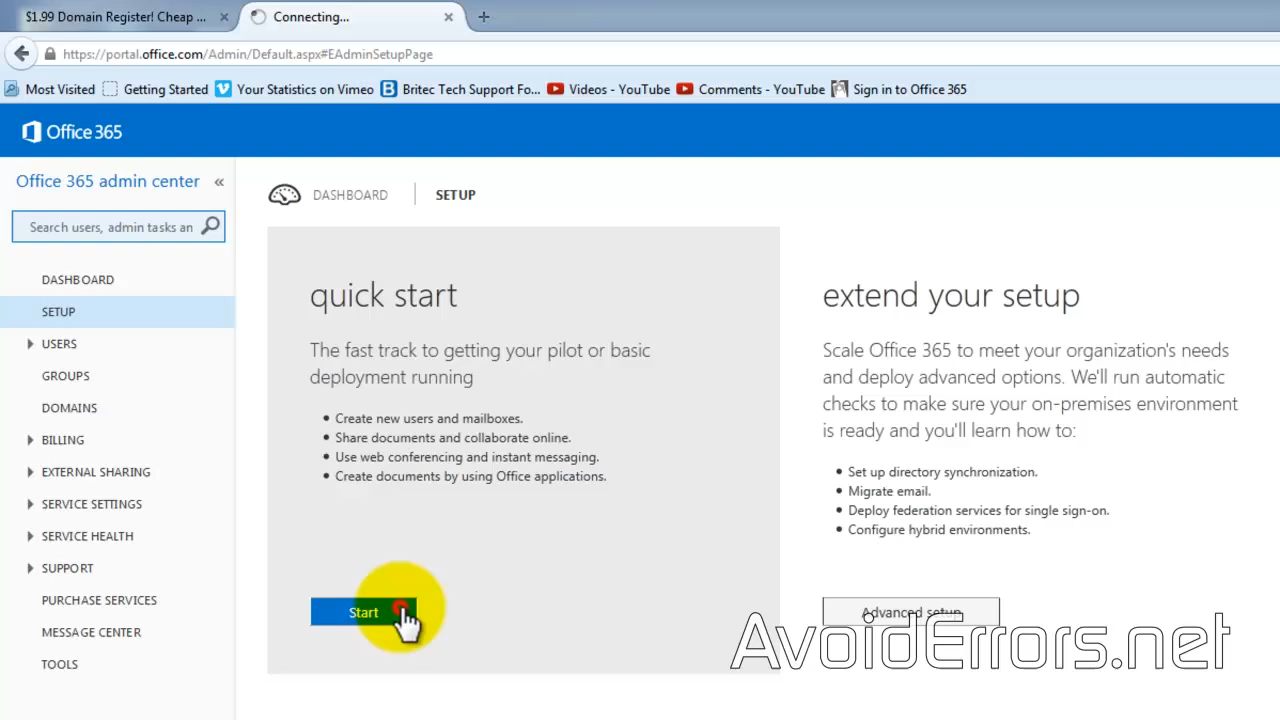 $1.99 Domain Register! Cheap ...
Connecting...
https://portal.office.com/Admin/Default.aspx#EAdminSetupPage
Most Visited Getting Started Your Statistics on Vimeo Britec Tech Support Fo... Videos - YouTube Comments - YouTube Sign in to Office 365
Office 365
Office 365 admin center «
Search users, admin tasks an
DASHBOARD
SETUP
USERS
GROUPS
DOMAINS
BILLING
EXTERNAL SHARING
SERVICE SETTINGS
SERVICE HEALTH
SUPPORT
PURCHASE SERVICES
MESSAGE CENTER
TOOLS
DASHBOARD | SETUP
quick start
The fast track to getting your pilot or basic
deployment running
• Create new users and mailboxes.
• Share documents and collaborate online.
• Use web conferencing and instant messaging.
• Create documents by using Office applications.
Start
extend your setup
Scale Office 365 to meet your organization's needs
and deploy advanced options. We'll run automatic
checks to make sure your on-premises environment
is ready and you'll learn how to:
• Set up directory synchronization.
• Migrate email.
• Deploy federation services for single sign-on.
• Configure hybrid environments.
Advanced setup
AvoidErrors.net